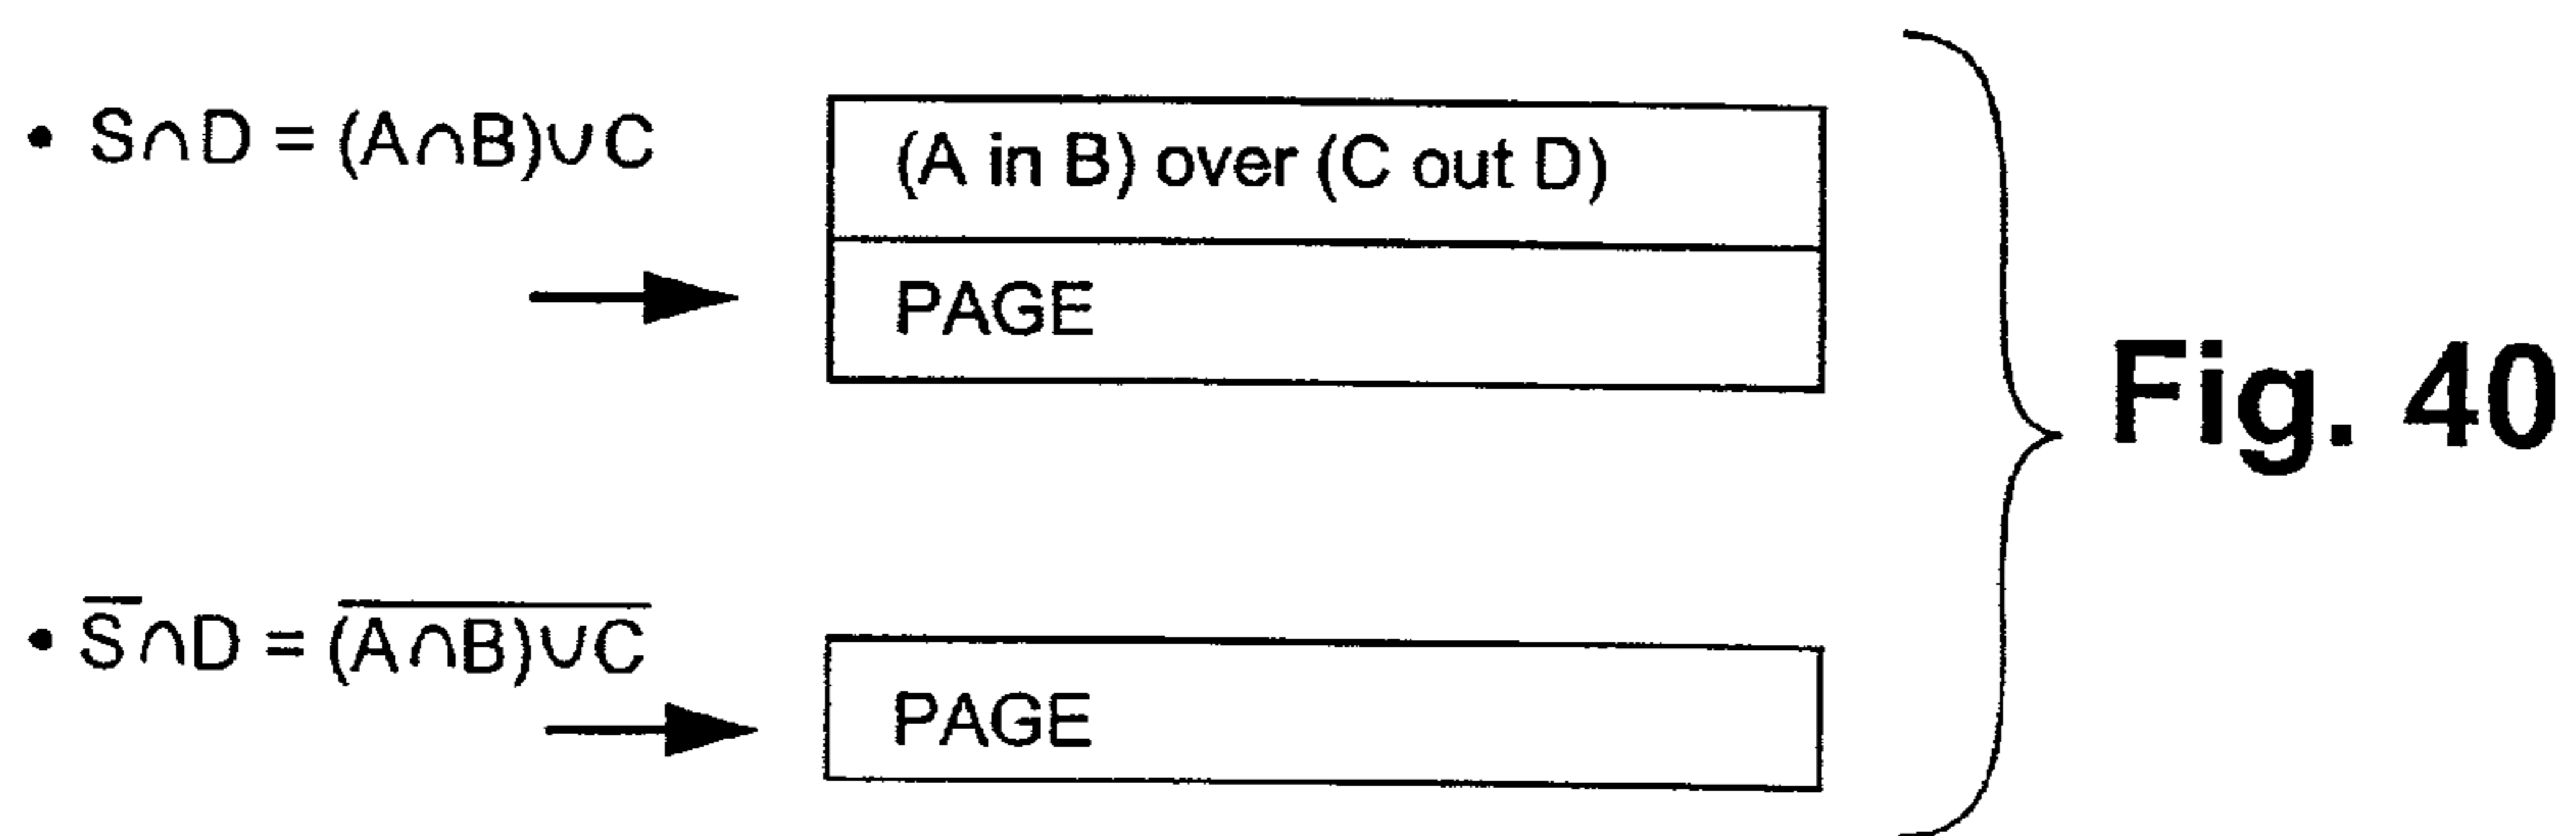 • S∩D = (A∩B)∪C
(A in B) over (C out D)
PAGE
• S̅∩D = (A̅∩̅B̅)̅∪̅C̅
PAGE
Fig. 40